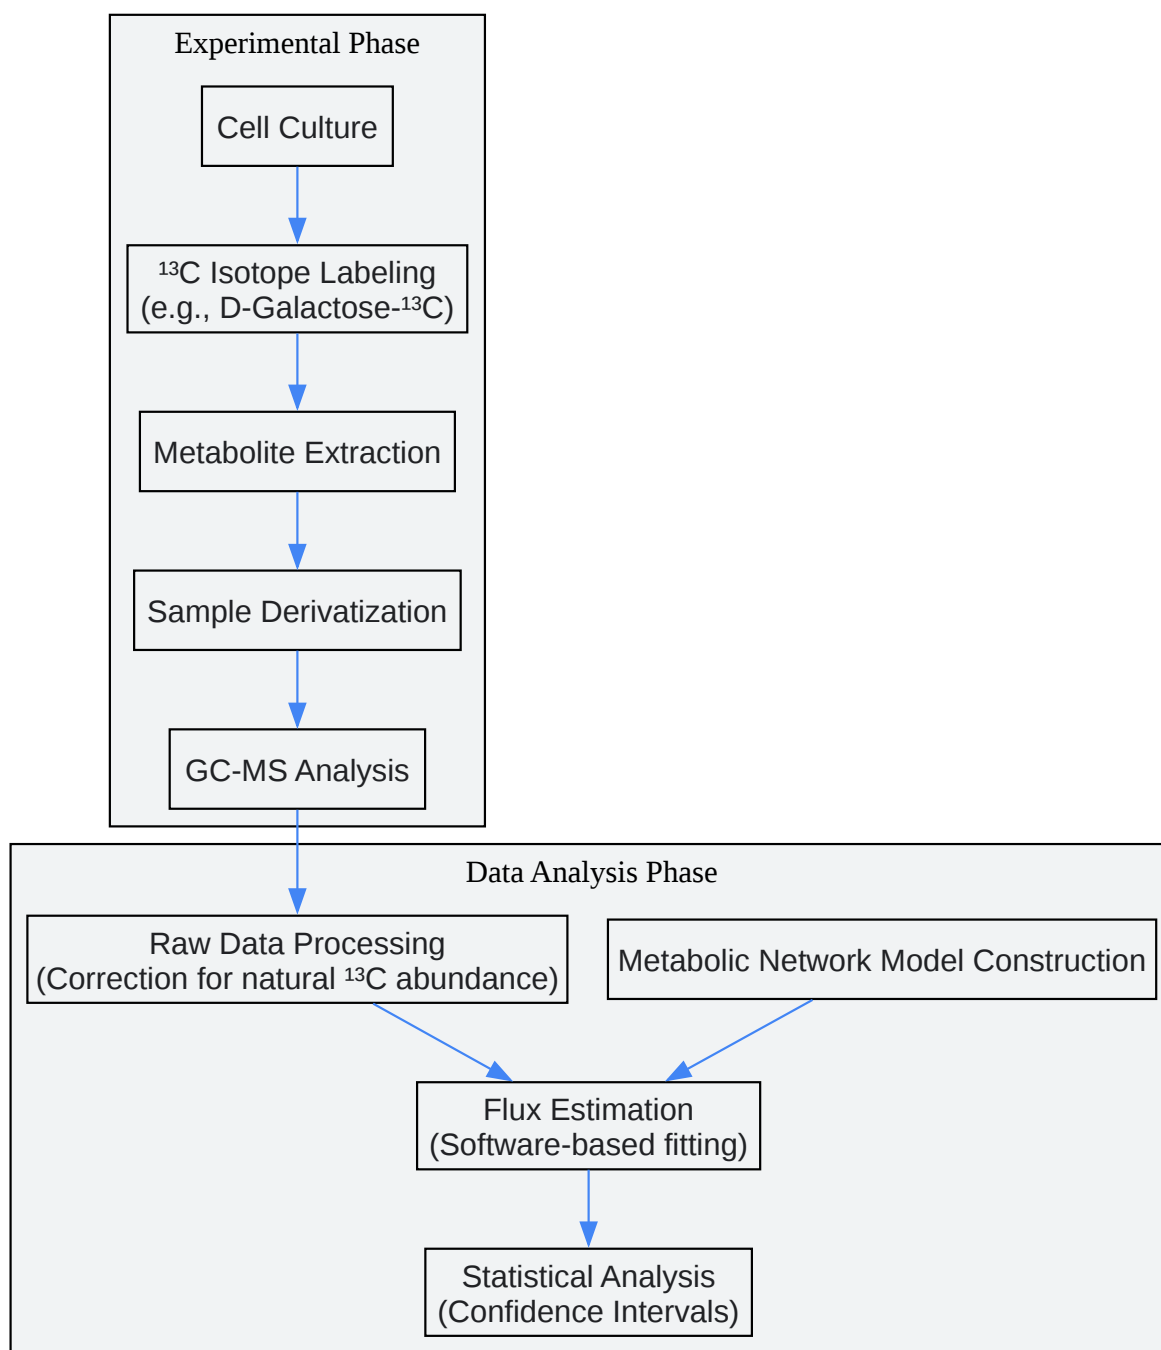 Experimental Phase
Cell Culture
¹³C Isotope Labeling
(e.g., D-Galactose-¹³C)
Metabolite Extraction
Sample Derivatization
GC-MS Analysis
Data Analysis Phase
Raw Data Processing
(Correction for natural ¹³C abundance)
Metabolic Network Model Construction
Flux Estimation
(Software-based fitting)
Statistical Analysis
(Confidence Intervals)